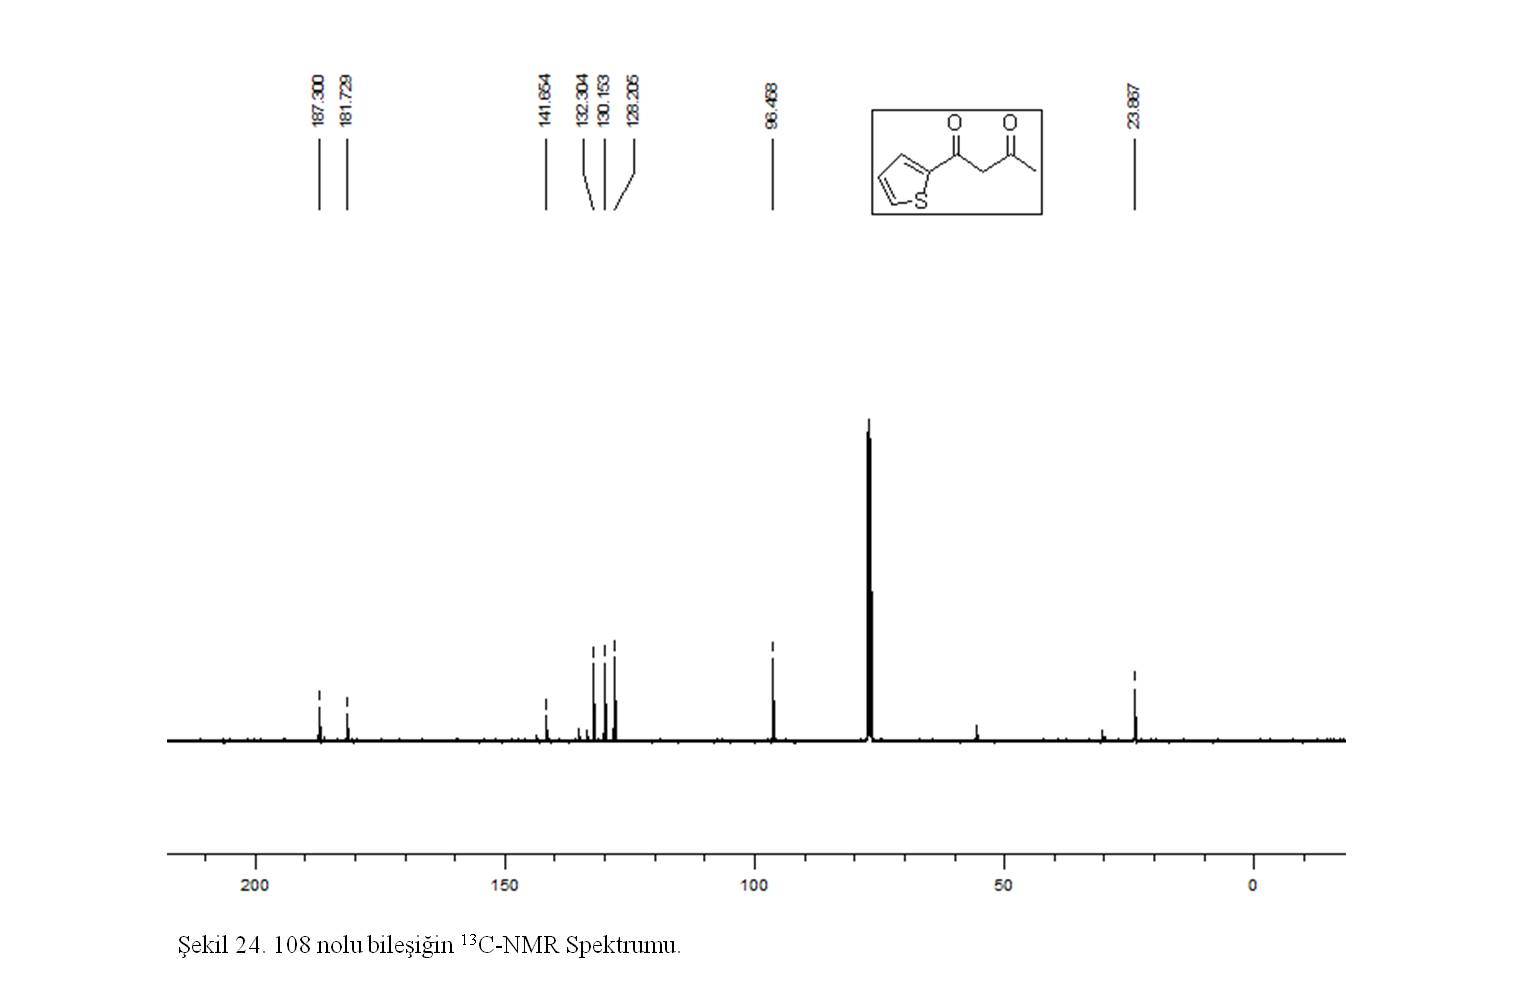 187.300 181.729 141.654 132.304 130.153 128.205 96.458 23.867
O O
S
200 150 100 50 0
Şekil 24. 108 nolu bileşiğin ¹³C-NMR Spektrumu.